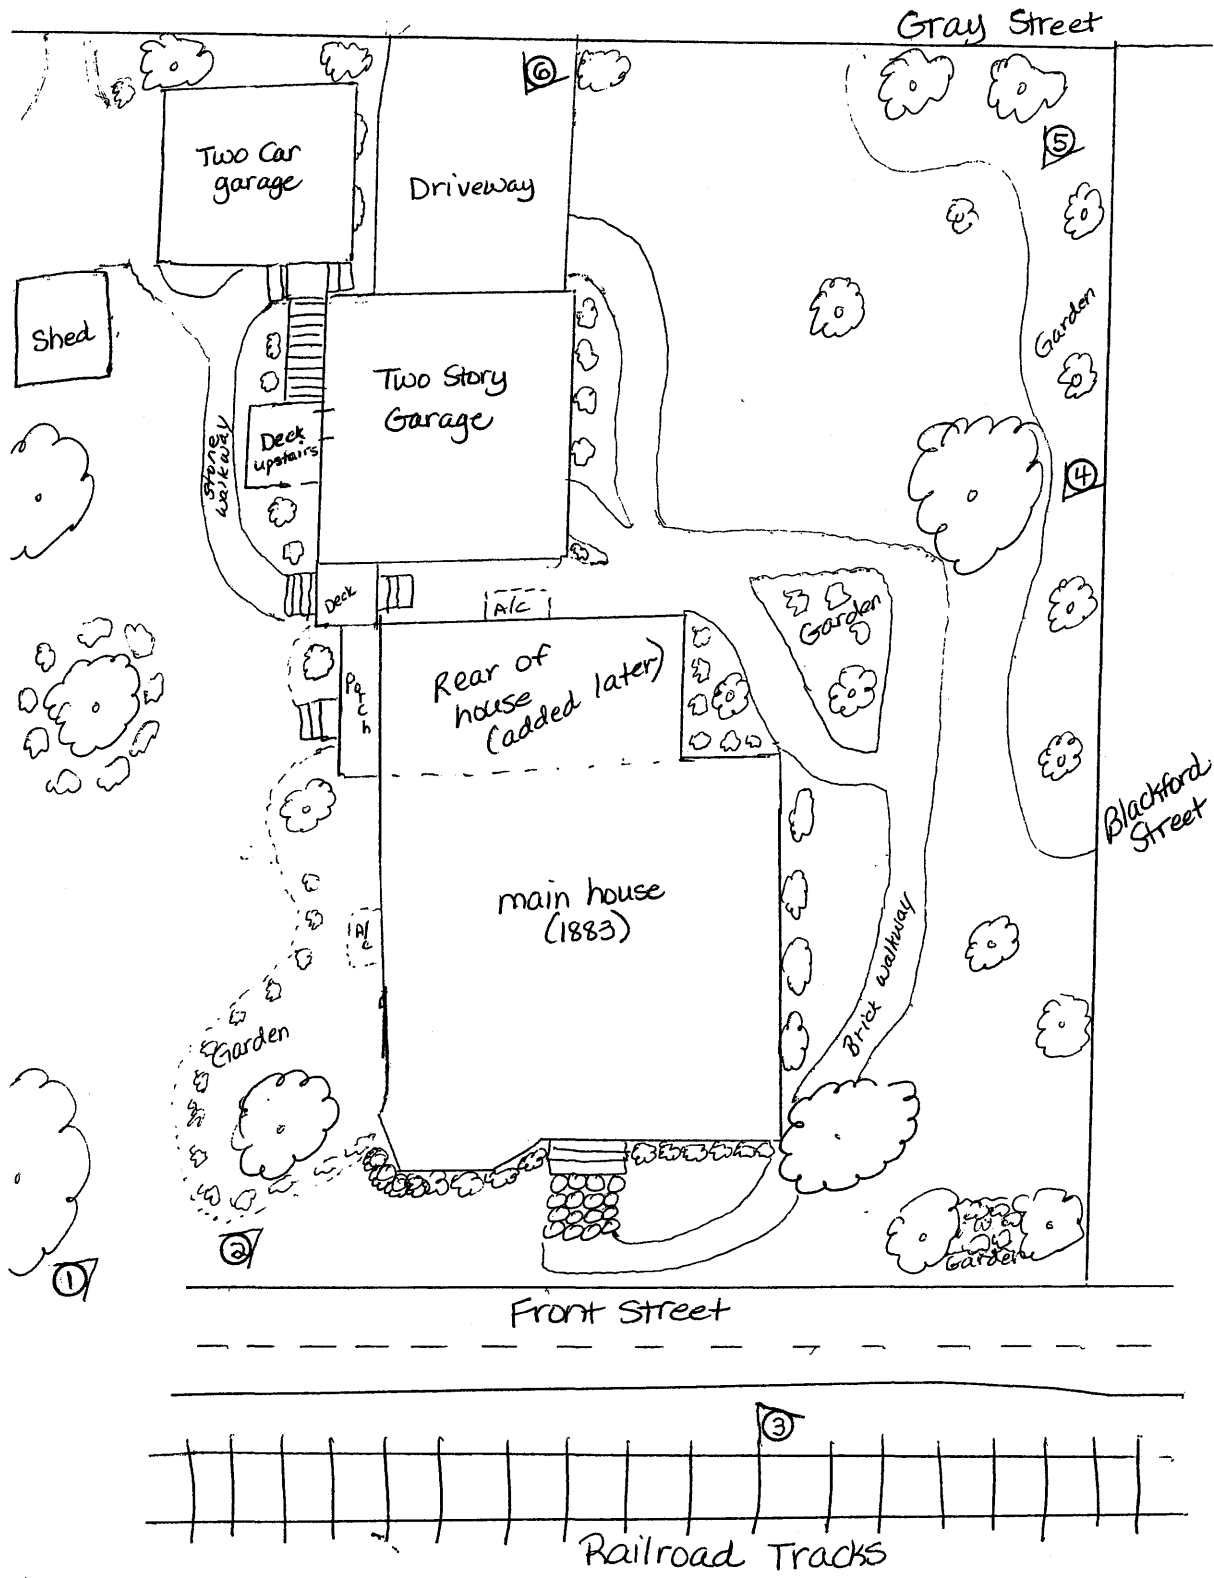 Gray Street
6
5
Two Car
garage
Driveway
Garden
Shed
Two Story
Garage
Deck
upstairs
Stone
walkway
4
Deck
A/C
Garden
Rear of
house
(added later)
Porch
Blackford
Street
main house
(1883)
A/C
Brick walkway
Garden
2
1
Garden
Front Street
3
Railroad Tracks